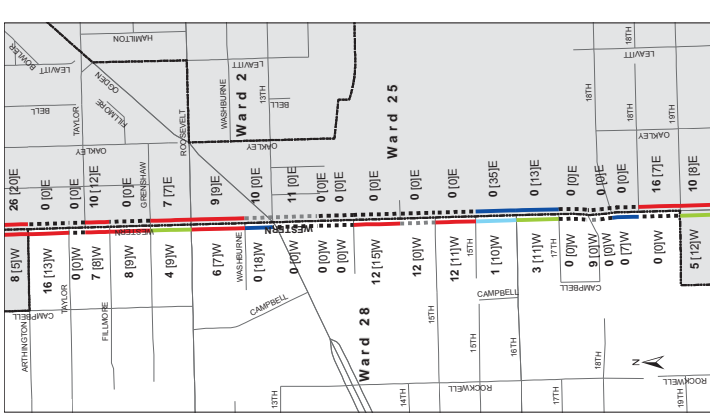 HAMILTON
BOWLER
LEAVITT
OGDEN
LEAVITT
LEAVITT
18TH
BELL
TAYLOR
FILLMORE
WASHBURNE
Ward 2
13TH
BELL
18TH
18TH
19TH
ROOSEVELT
Ward 25
OAKLEY
OAKLEY
OAKLEY
GRENSHAW
26 [20]E
0 [0]E
0 [0]E
10 [12]E
0 [0]E
7 [7]E
9 [9]E
10 [0]E
11 [0]E
0 [0]E
0 [0]E
0 [0]E
0 [0]E
0 [0]E
0 [35]E
0 [13]E
0 [0]E
0 [0]E
0 [0]E
16 [7]E
10 [8]E
WESTERN
WESTERN
8 [5]W
16 [13]W
0 [0]W
7 [8]W
8 [9]W
4 [9]W
6 [7]W
0 [18]W
0 [0]W
0 [0]W
0 [0]W
12 [15]W
12 [0]W
12 [11]W
1 [10]W
3 [11]W
0 [0]W
9 [0]W
0 [0]W
0 [7]W
0 [0]W
5 [12]W
TAYLOR
WASHBURNE
15TH
17TH
CAMPBELL
CAMPBELL
CAMPBELL
CAMPBELL
ARTHINGTON
FILLMORE
Ward 28
15TH
15TH
16TH
18TH
N
13TH
14TH
ROCKWELL
17TH
ROCKWELL
19TH